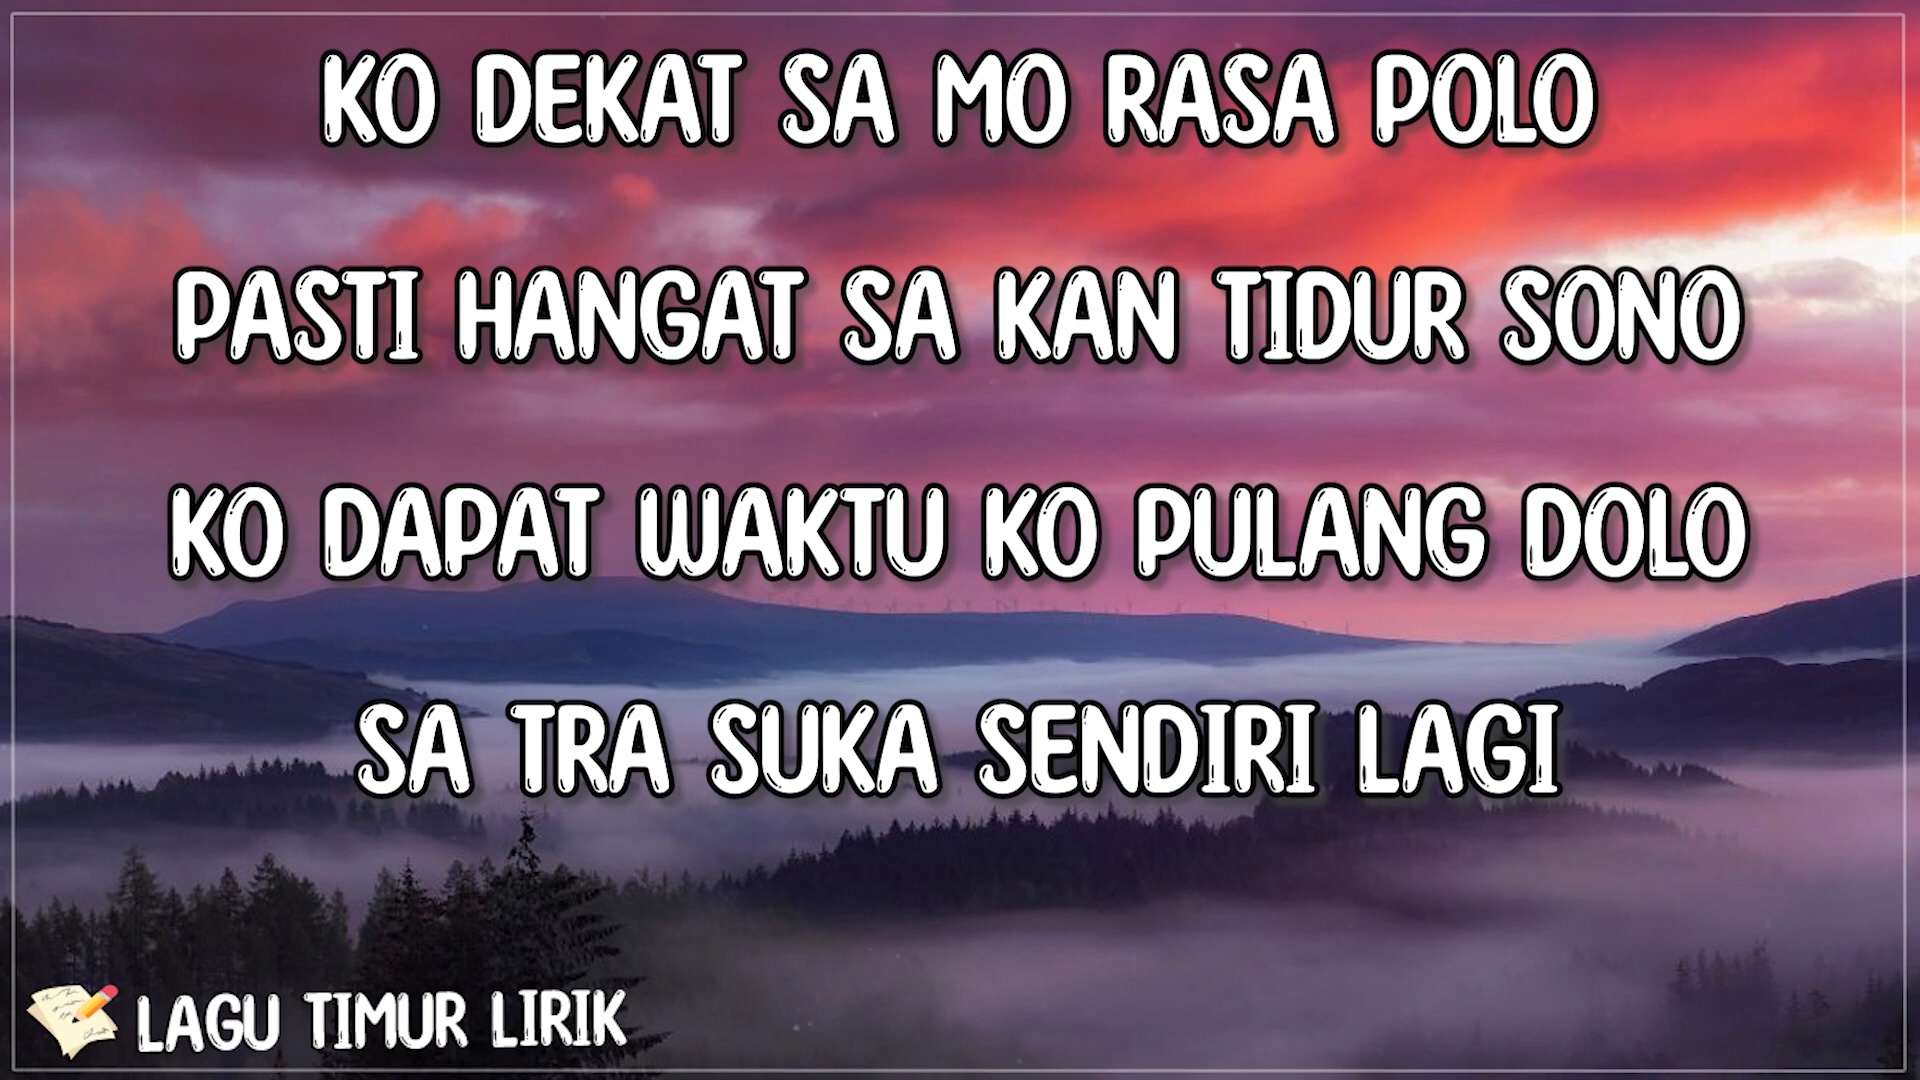 KO DEKAT SA MO RASA POLO
PASTI HANGAT SA KAN TIDUR SONO
KO DAPAT WAKTU KO PULANG DOLO
SA TRA SUKA SENDIRI LAGI
LAGU TIMUR LIRIK